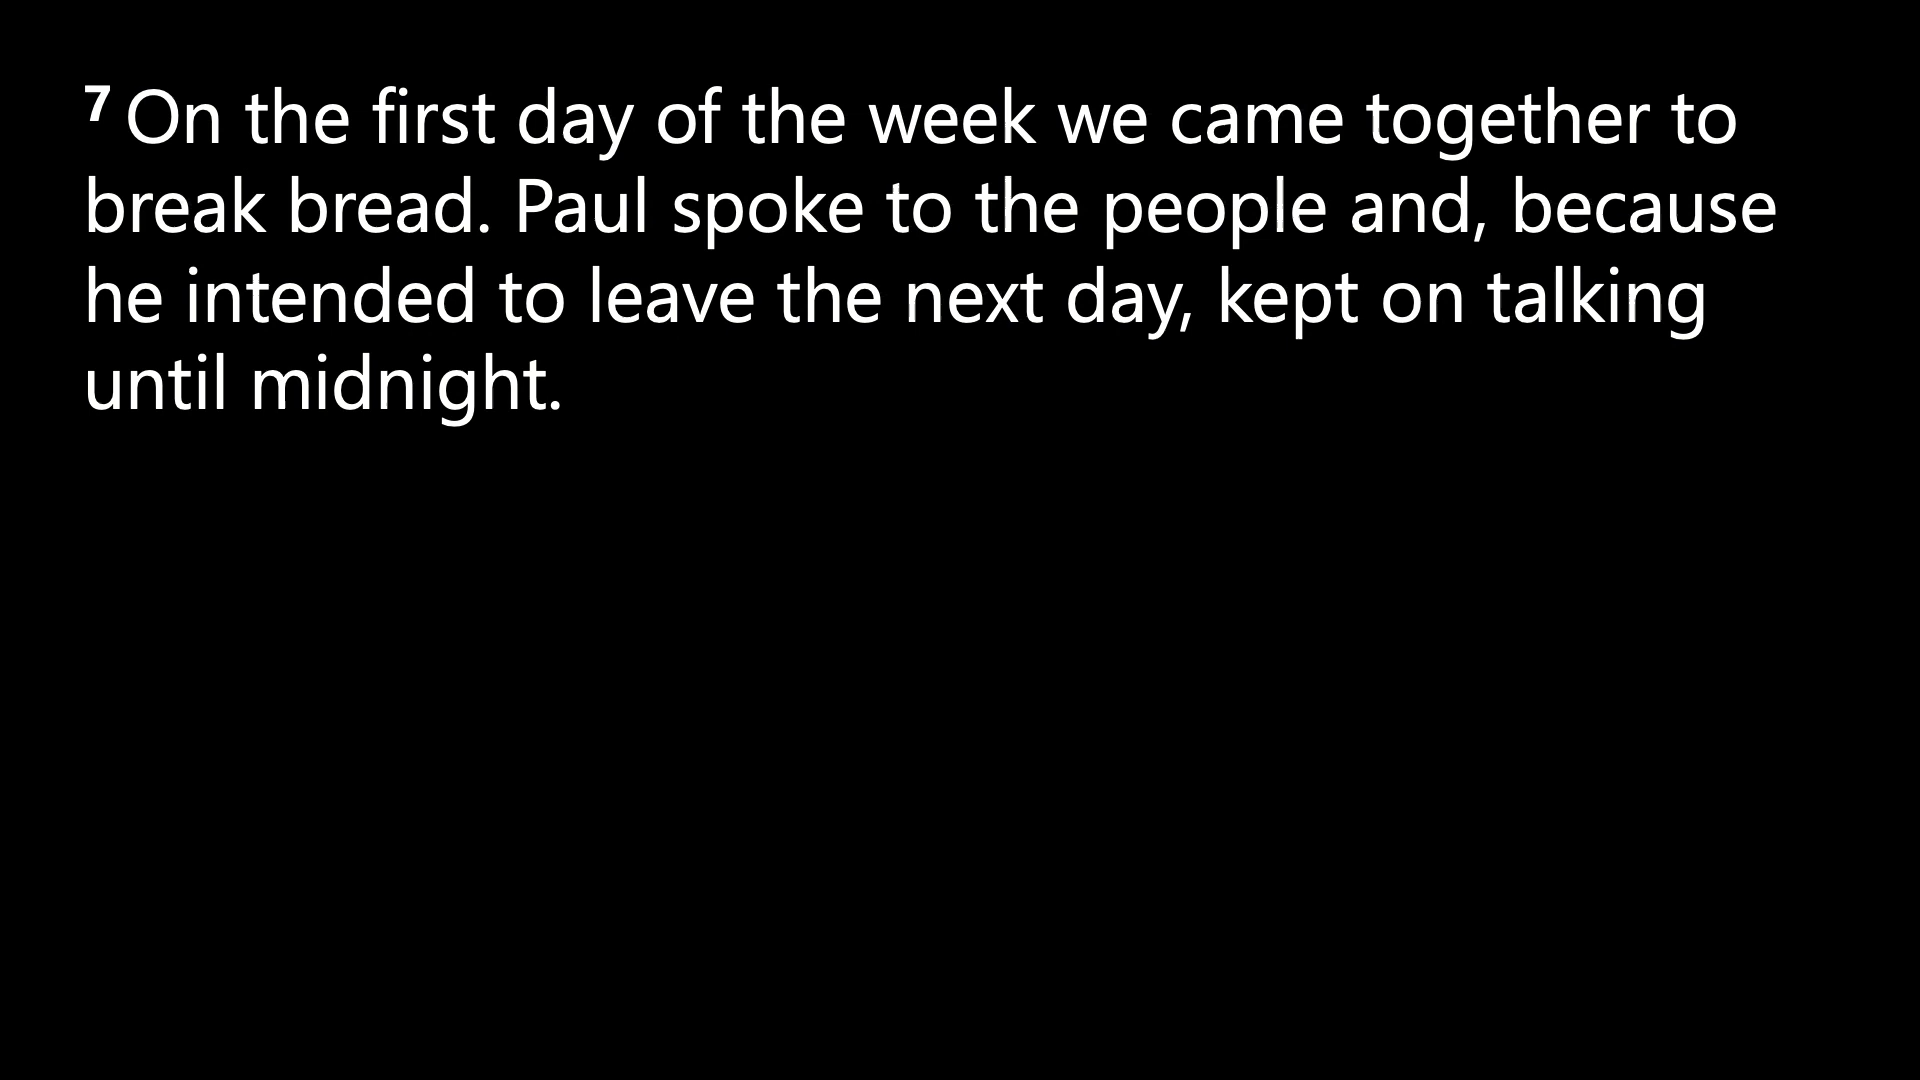 7 On the first day of the week we came together to
break bread. Paul spoke to the people and, because
he intended to leave the next day, kept on talking
until midnight.